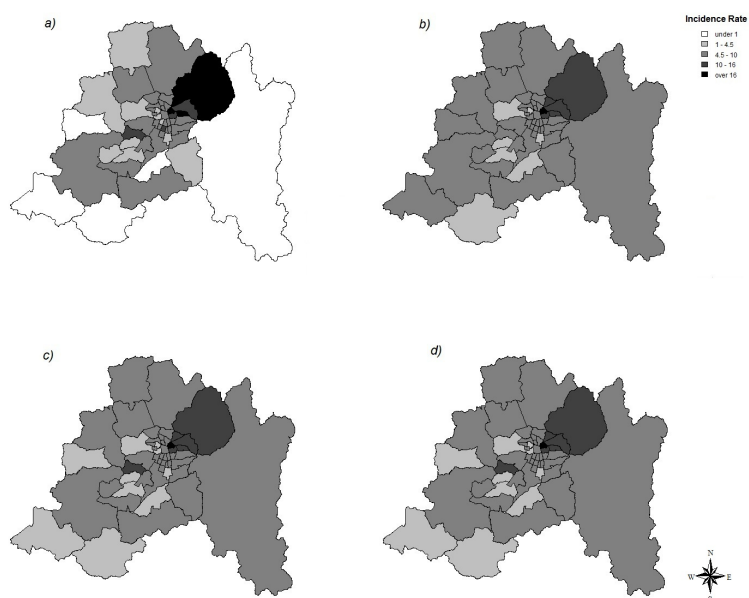 a)
b)
Incidence Rate
under 1
1 - 4.5
4.5 - 10
10 - 16
over 16
c)
d)
N
W E